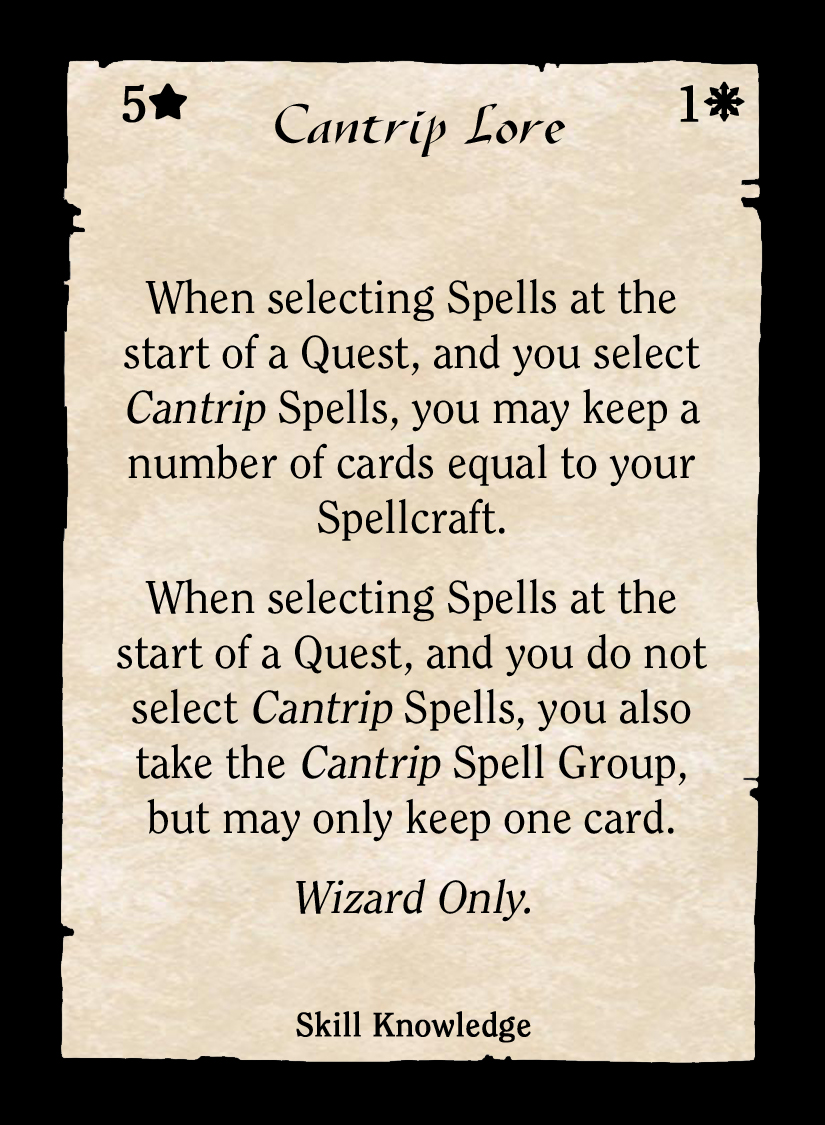 5★ Cantrip Lore 1❇
When selecting Spells at the
start of a Quest, and you select
Cantrip Spells, you may keep a
number of cards equal to your
Spellcraft.
When selecting Spells at the
start of a Quest, and you do not
select Cantrip Spells, you also
take the Cantrip Spell Group,
but may only keep one card.
Wizard Only.
Skill Knowledge